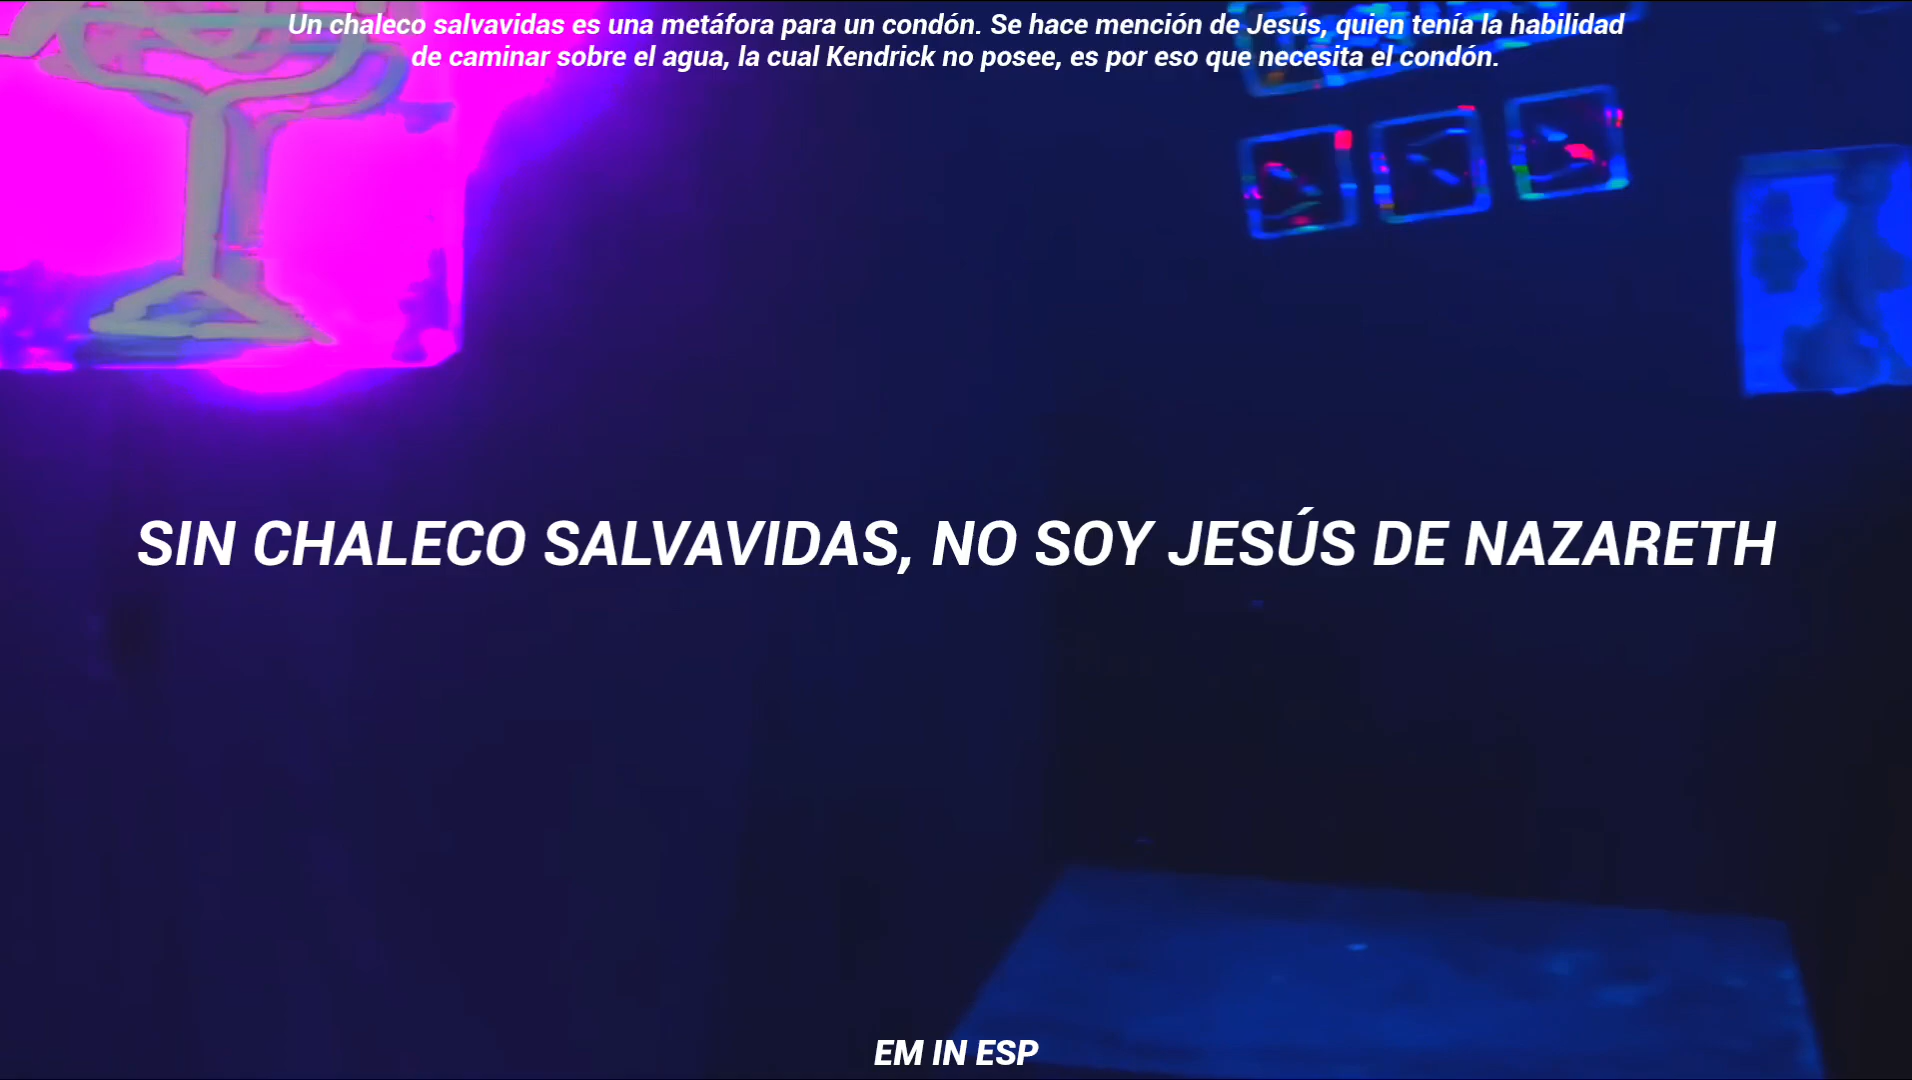 Un chaleco salvavidas es una metáfora para un condón. Se hace mención de Jesús, quien tenía la habilidad
de caminar sobre el agua, la cual Kendrick no posee, es por eso que necesita el condón.
SIN CHALECO SALVAVIDAS, NO SOY JESÚS DE NAZARETH
EM IN ESP